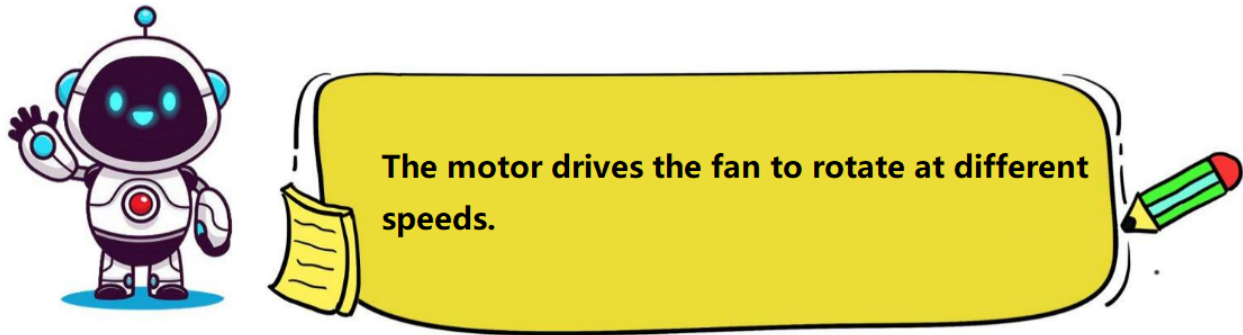 The motor drives the fan to rotate at different
speeds.